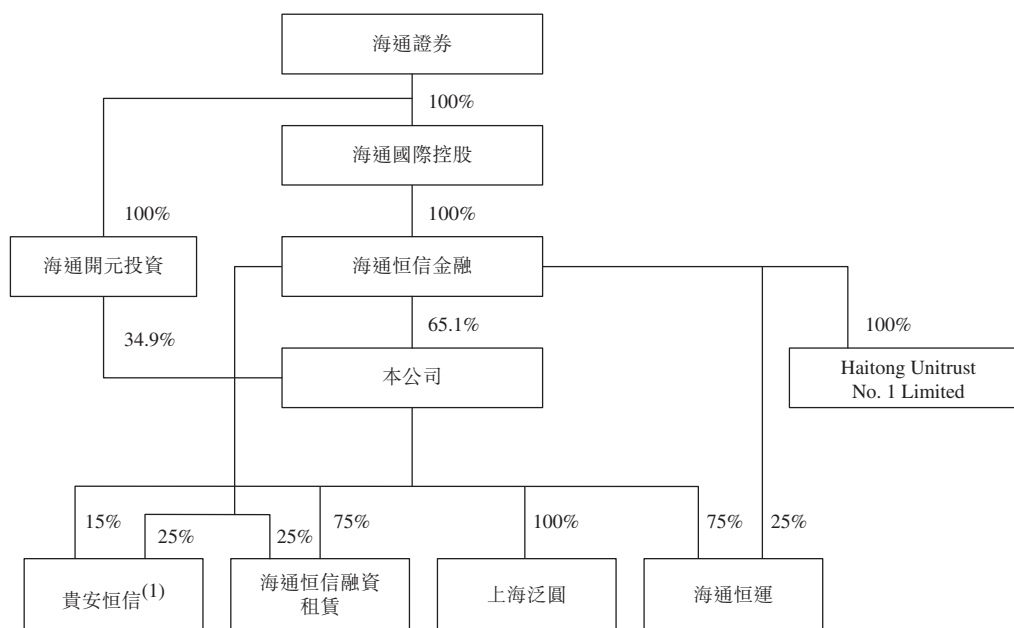 海通證券
100%
海通國際控股
100%
100%
海通開元投資
海通恒信金融
34.9%
65.1%
100%
本公司
Haitong Unitrust
No. 1 Limited
15%
25%
25%
75%
100%
75%
25%
貴安恒信(1)
海通恒信融資
租賃
上海泛圓
海通恒運